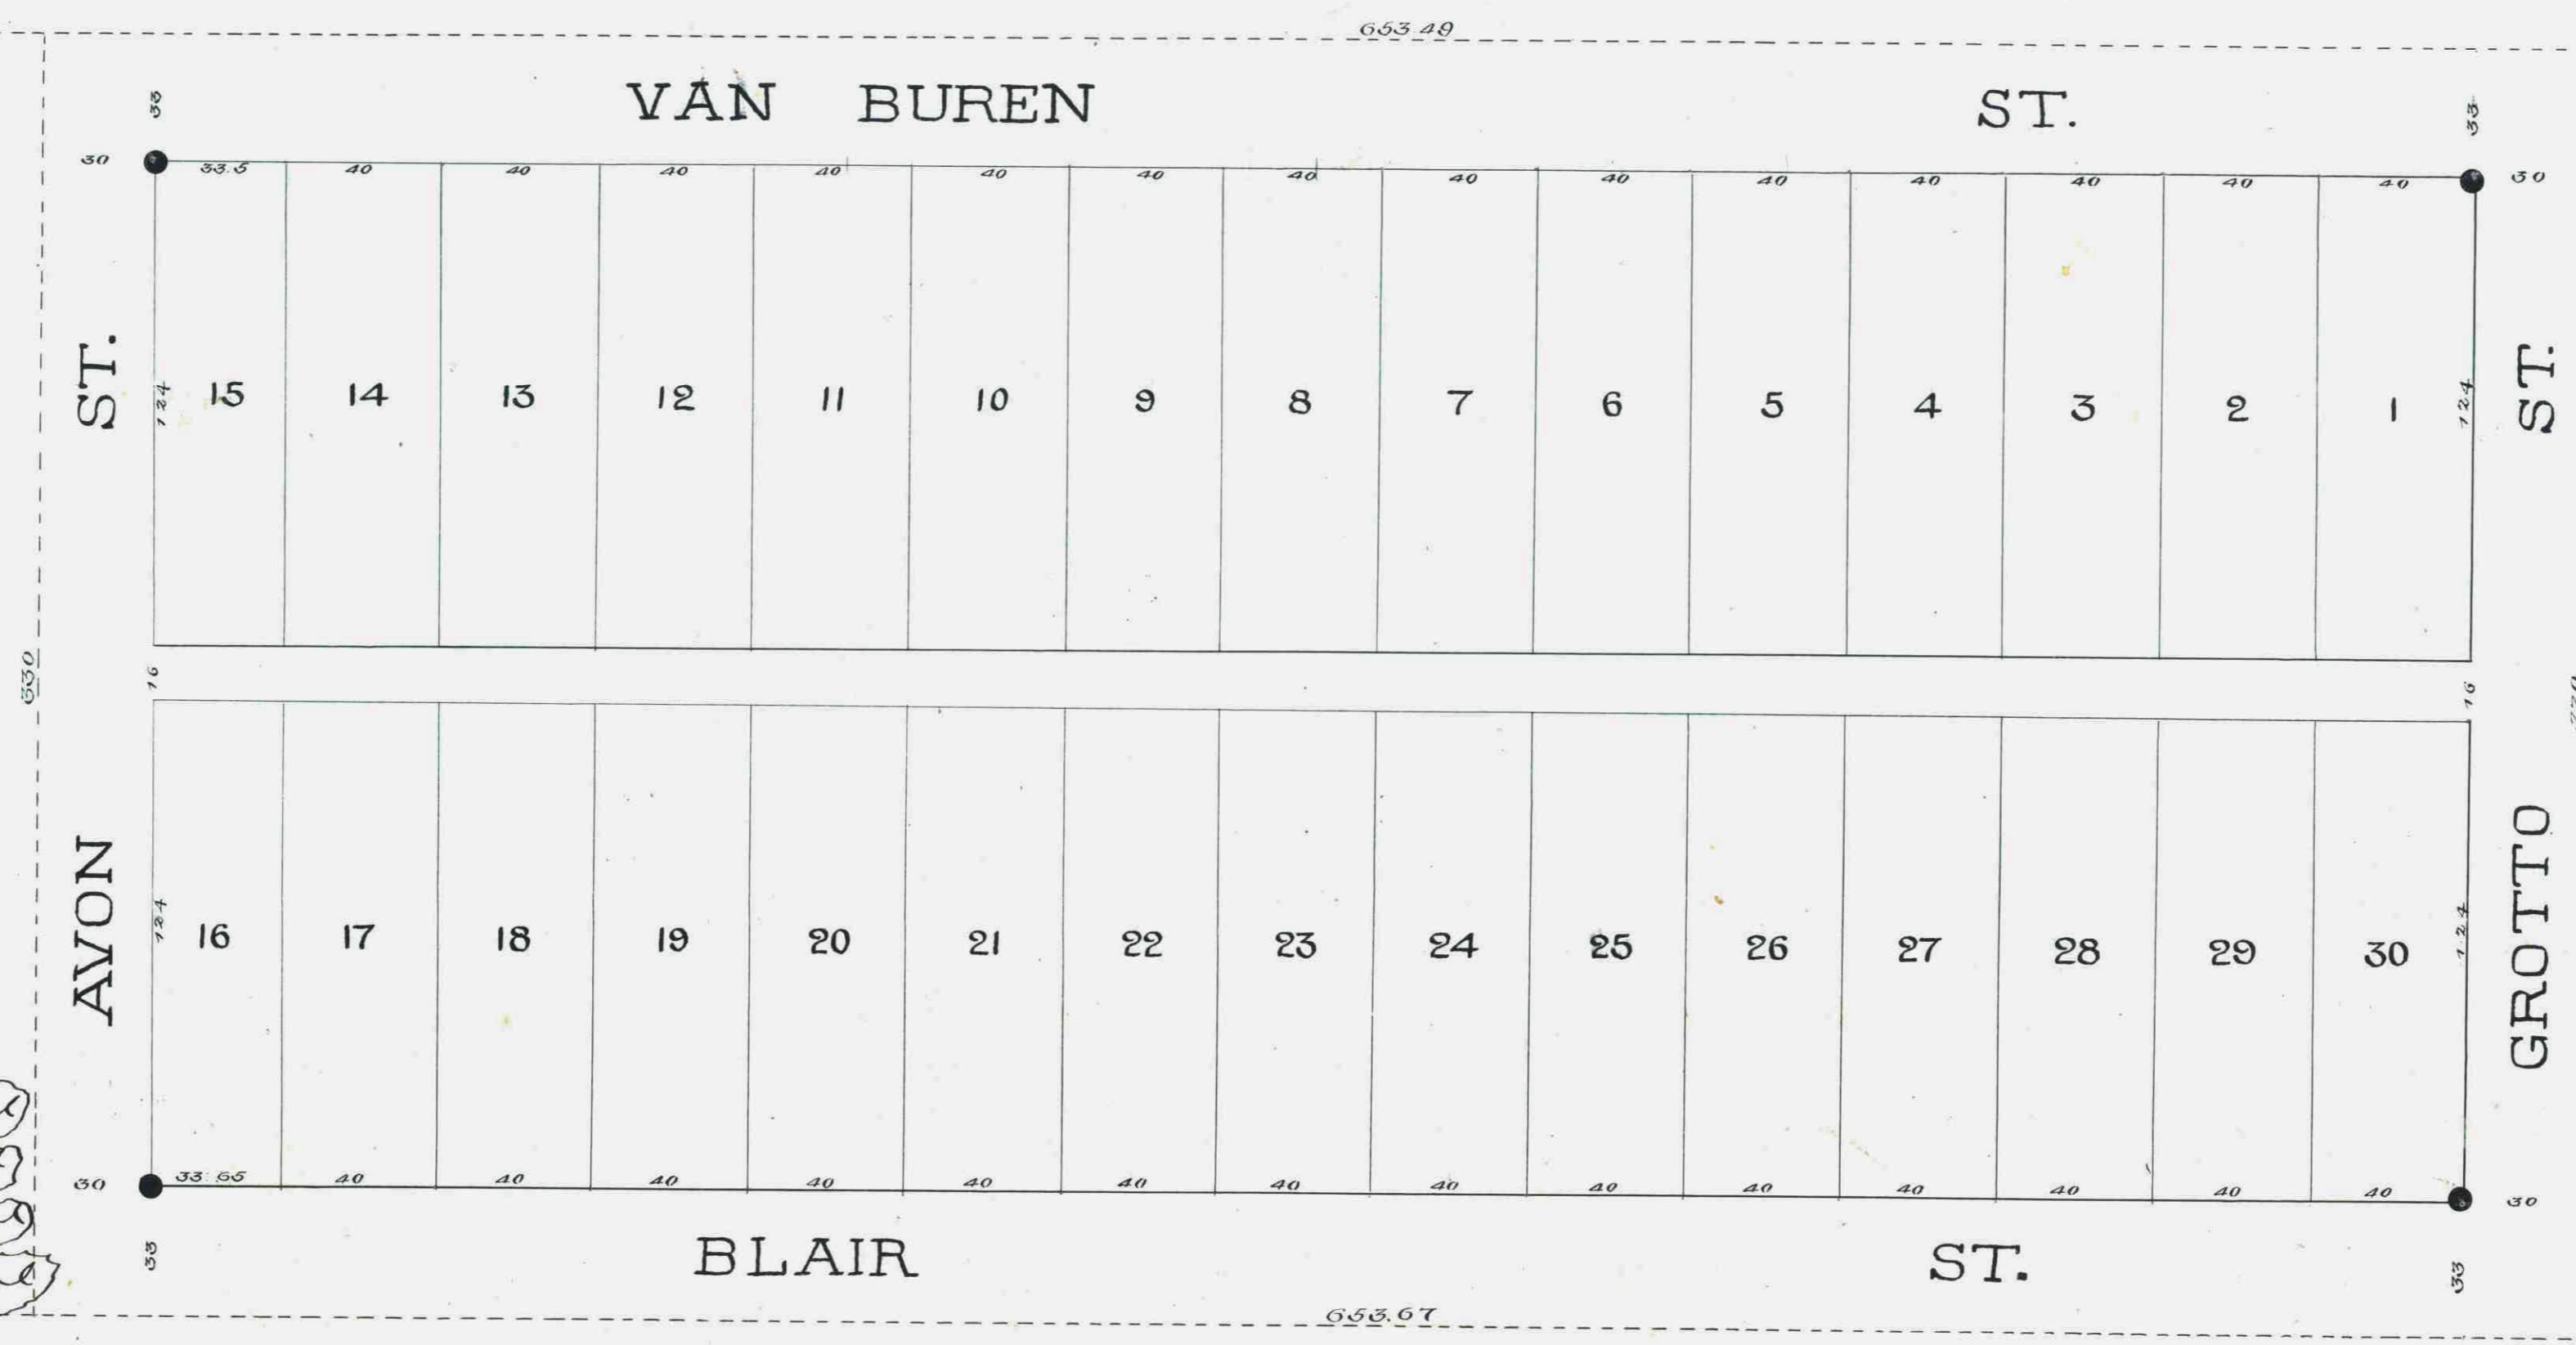 653.49
33 VAN BUREN ST. 33
30 33.5 40 40 40 40 40 40 40 40 40 40 40 40 40 40 30
ST. 124 15 14 13 12 11 10 9 8 7 6 5 4 3 2 1 124 ST.
330 16 16
AVON 124 16 17 18 19 20 21 22 23 24 25 26 27 28 29 30 124 GROTTO
30 33.65 40 40 40 40 40 40 40 40 40 40 40 40 40 40 30
33 BLAIR ST. 33
653.67